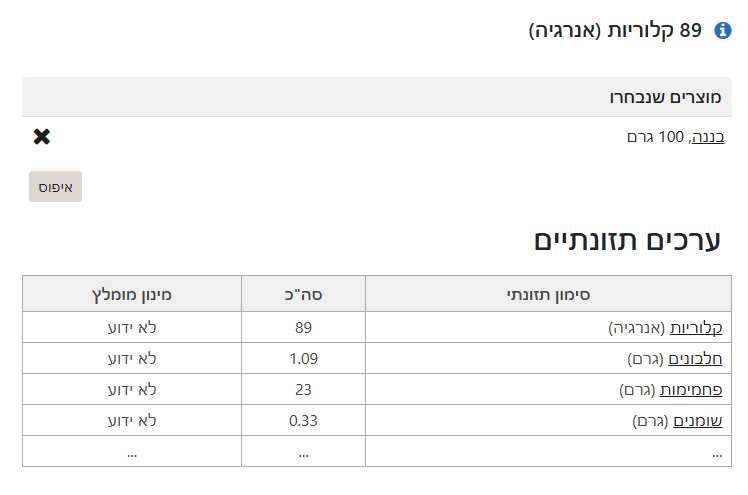 89 קלוריות (אנרגיה)
מוצרים שנבחרו
בננה, 100 גרם
איפוס
ערכים תזונתיים
סימון תזונתי סה"כ מינון מומלץ
קלוריות (אנרגיה) 89 לא ידוע
חלבונים (גרם) 1.09 לא ידוע
פחמימות (גרם) 23 לא ידוע
שומנים (גרם) 0.33 לא ידוע
... ... ...